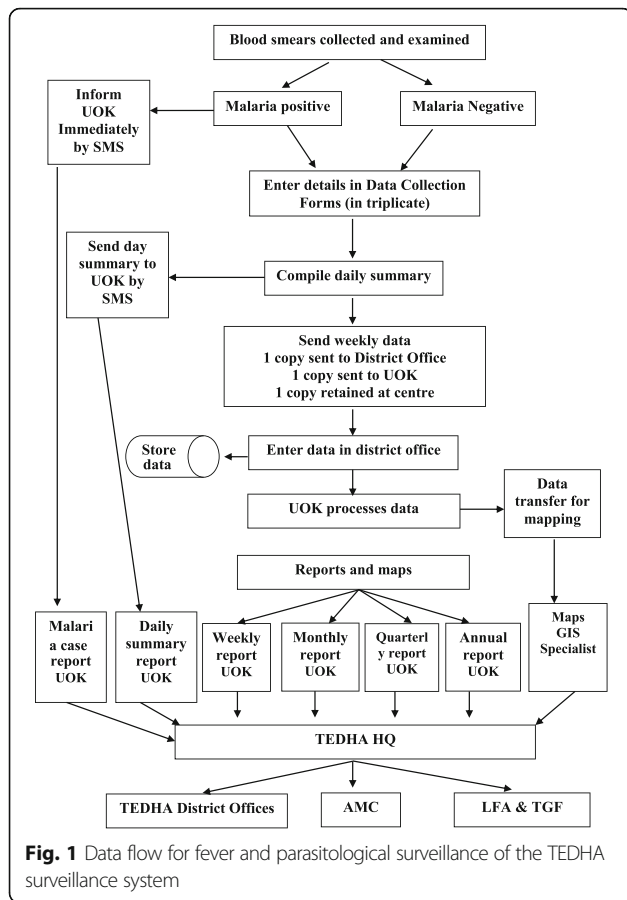 Blood smears collected and examined
Inform
UOK
Immediately
by SMS
Malaria positive
Malaria Negative
Enter details in Data Collection
Forms (in triplicate)
Send day
summary to
UOK by
SMS
Compile daily summary
Send weekly data
1 copy sent to District Office
1 copy sent to UOK
1 copy retained at centre
Store
data
Enter data in district office
UOK processes data
Data
transfer for
mapping
Reports and maps
Malari
a case
report
UOK
Daily
summary
report
UOK
Weekly
report
UOK
Monthly
report
UOK
Quarterl
y report
UOK
Annual
report
UOK
Maps
GIS
Specialist
TEDHA HQ
TEDHA District Offices
AMC
LFA & TGF
Fig. 1 Data flow for fever and parasitological surveillance of the TEDHA
surveillance system